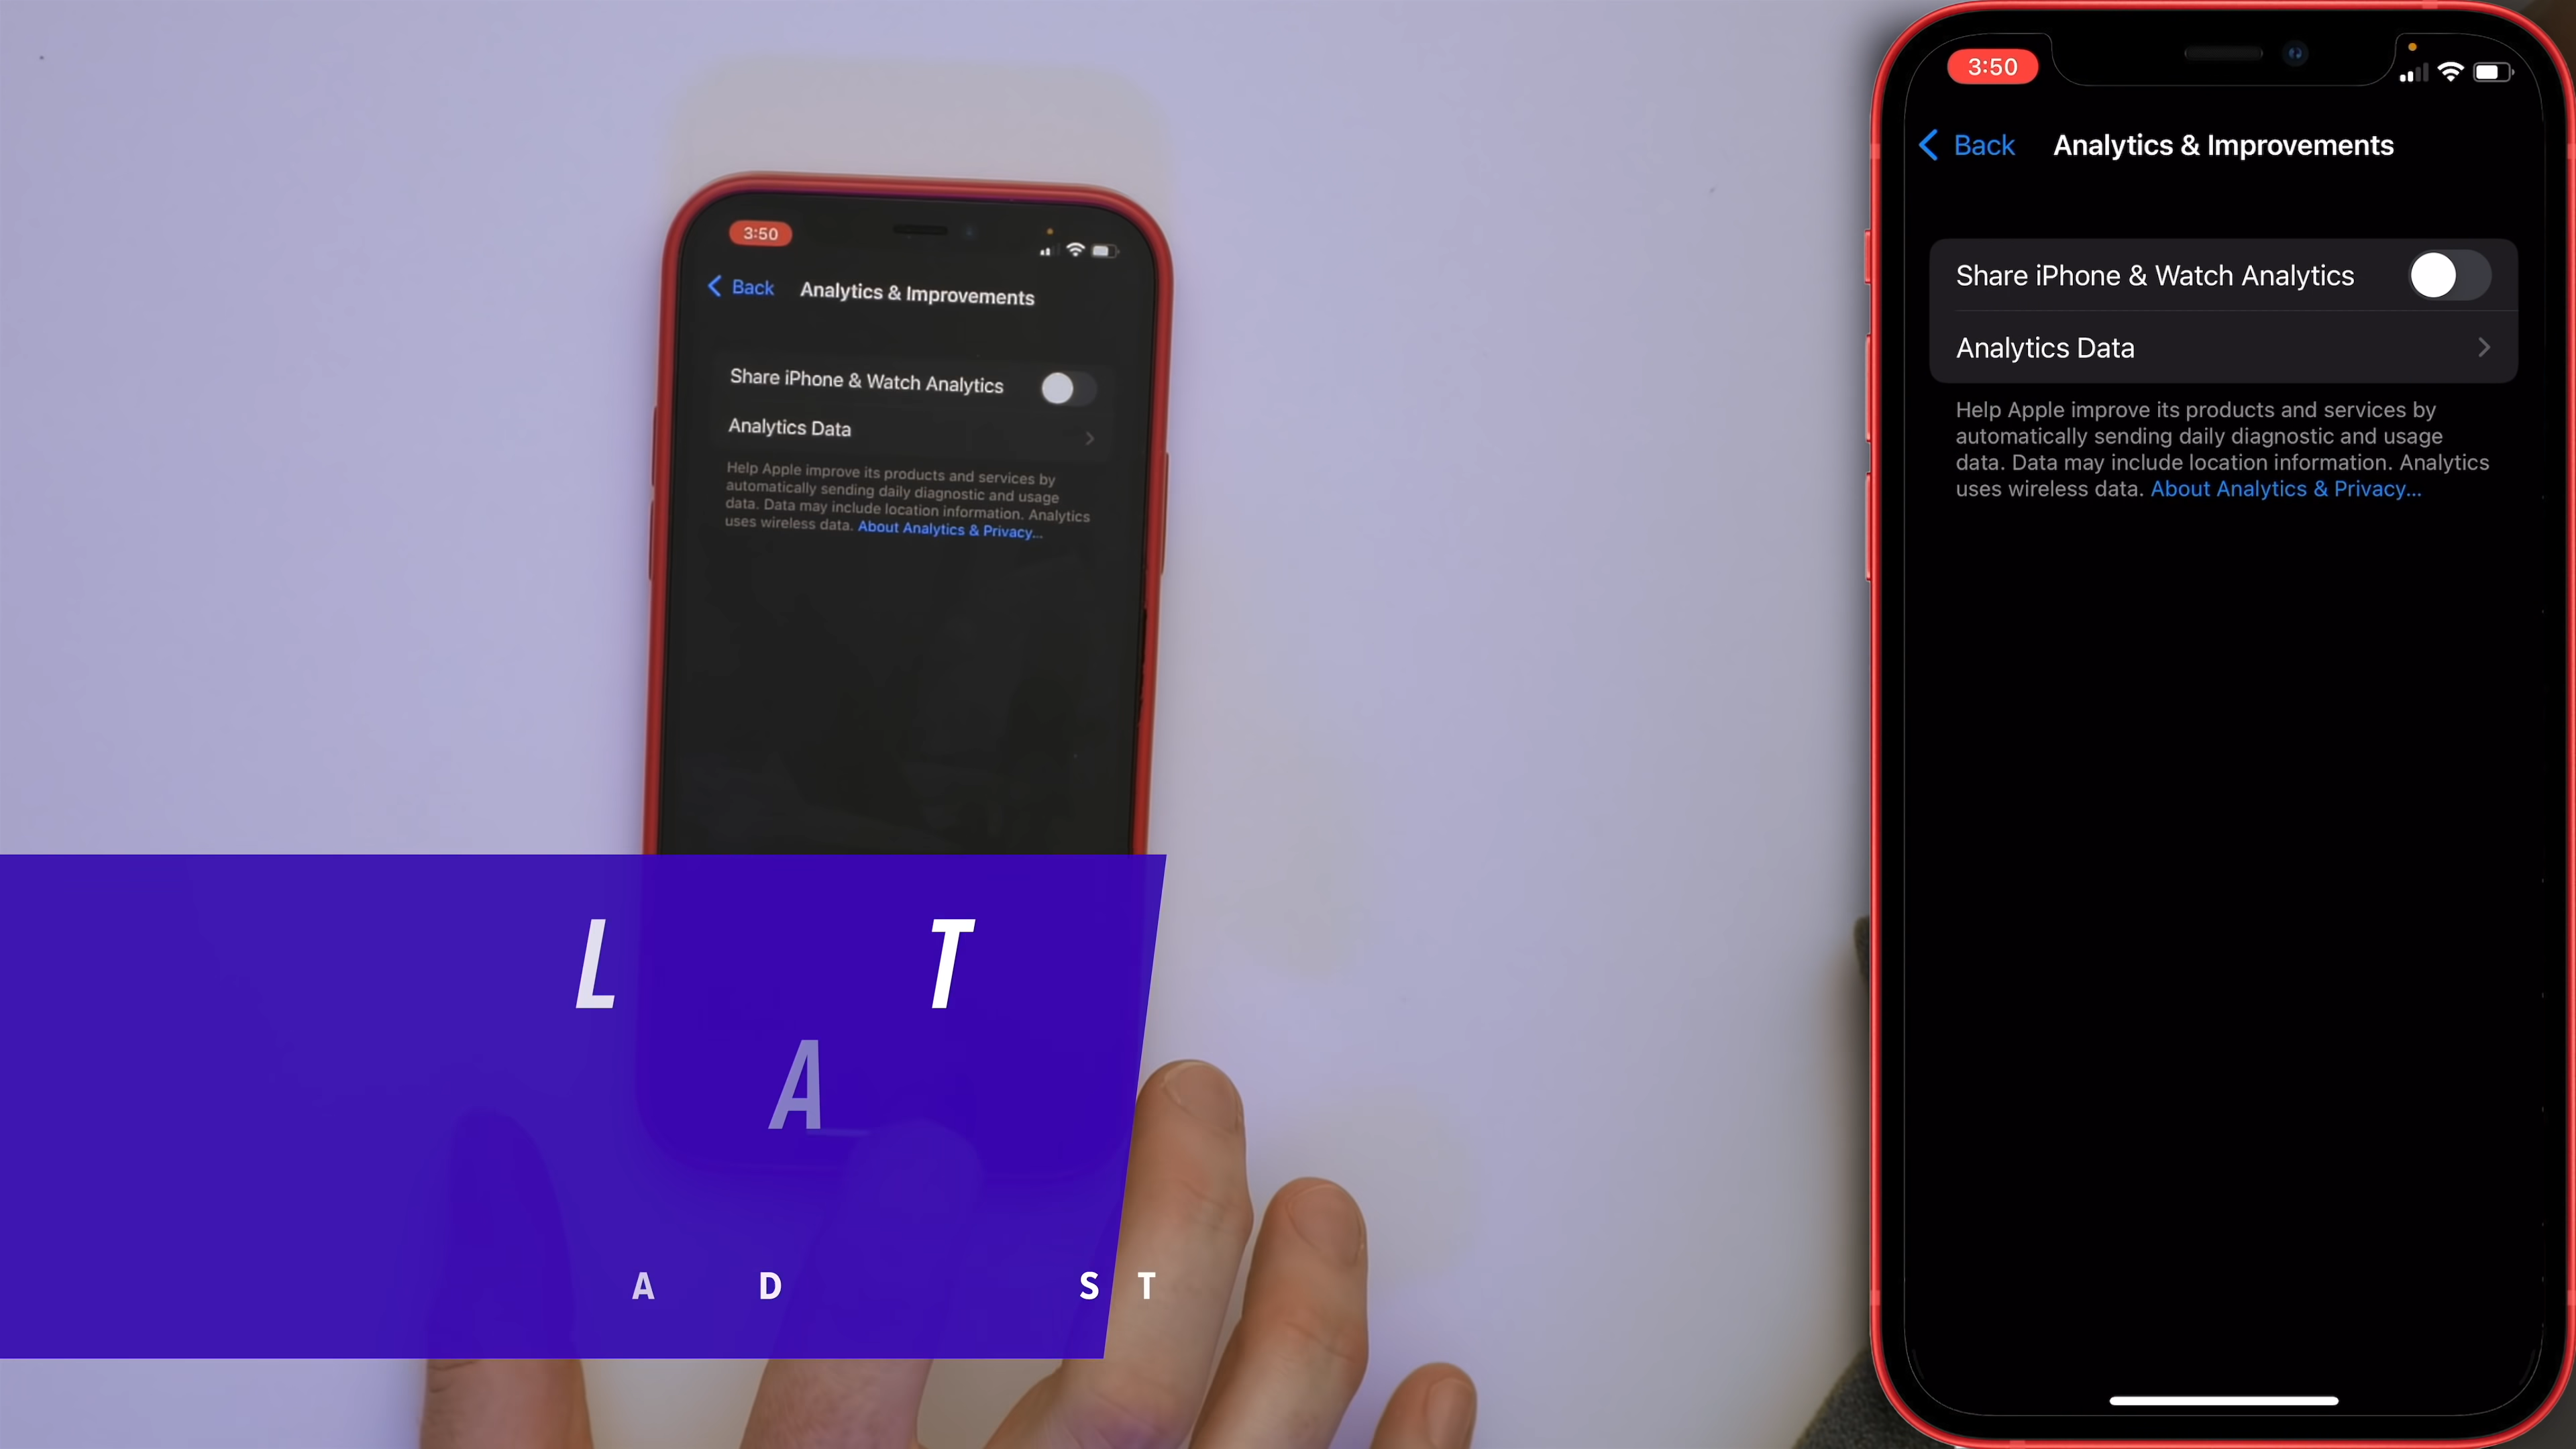 3:50
Back Analytics & Improvements
Share iPhone & Watch Analytics
Analytics Data
Help Apple improve its products and services by
automatically sending daily diagnostic and usage
data. Data may include location information. Analytics
uses wireless data. About Analytics & Privacy...
L T
A
A D S T
3:50
Back Analytics & Improvements
Share iPhone & Watch Analytics
Analytics Data
Help Apple improve its products and services by
automatically sending daily diagnostic and usage
data. Data may include location information. Analytics
uses wireless data. About Analytics & Privacy...